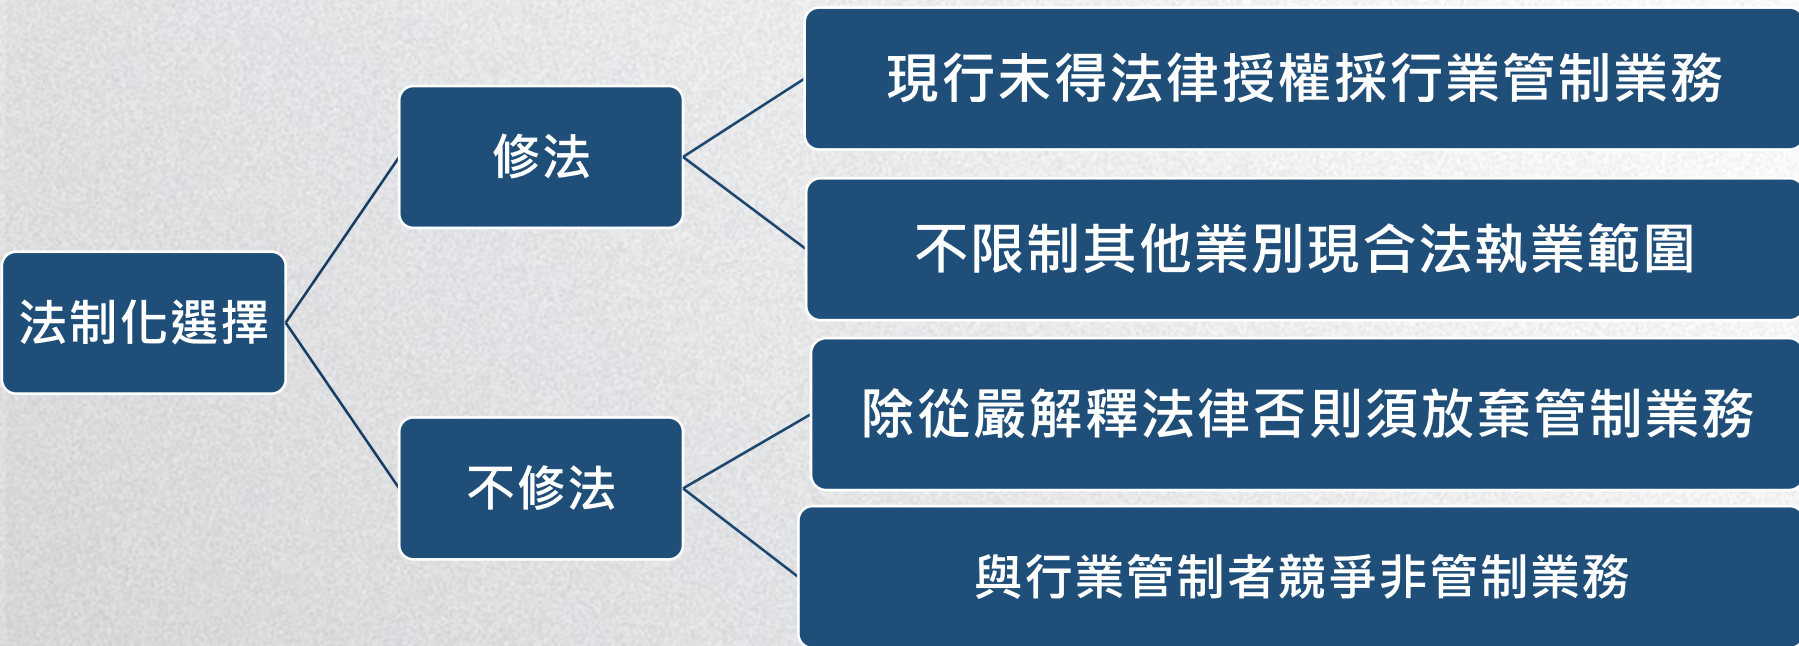 法制化選擇
修法
現行未得法律授權採行業管制業務
不限制其他業別現合法執業範圍
不修法
除從嚴解釋法律否則須放棄管制業務
與行業管制者競爭非管制業務